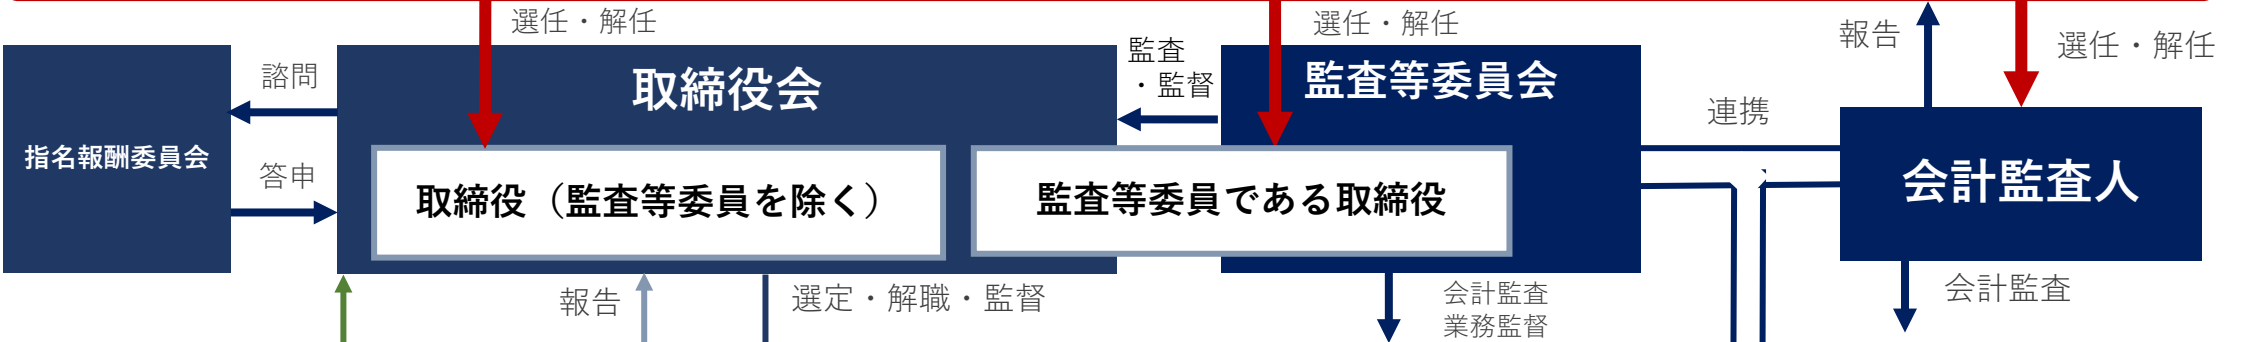 選任・解任
選任・解任
報告
選任・解任
諮問
取締役会
監査
・監督
監査等委員会
連携
指名報酬委員会
答申
取締役（監査等委員を除く）
監査等委員である取締役
会計監査人
報告
選定・解職・監督
会計監査
業務監督
会計監査